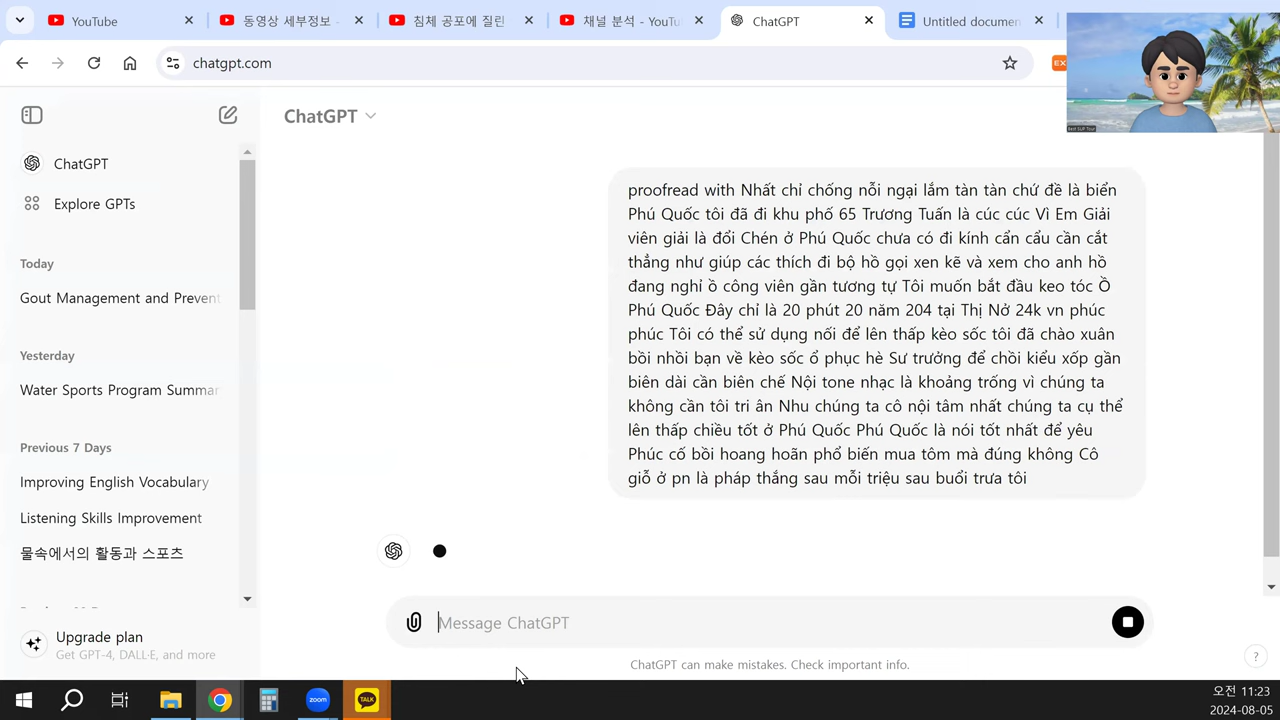 YouTube
동영상 세부정보 -
침체 공포에 질린
채널 분석 - YouTu
ChatGPT
Untitled documen
chatgpt.com
ChatGPT
ChatGPT
Explore GPTs
Today
Gout Management and Prevent
Yesterday
Water Sports Program Summar
Previous 7 Days
Improving English Vocabulary
Listening Skills Improvement
물속에서의 활동과 스포츠
Upgrade plan
Get GPT-4, DALL·E, and more
proofread with Nhất chỉ chống nỗi ngại lắm tàn tàn chứ đề là biển
Phú Quốc tôi đã đi khu phố 65 Trương Tuấn là cúc cúc Vì Em Giải
viên giải là đổi Chén ở Phú Quốc chưa có đi kính cẩn cẩu cần cắt
thẳng như giúp các thích đi bộ hồ gọi xen kẽ và xem cho anh hồ
đang nghỉ ồ công viên gần tương tự Tôi muốn bắt đầu keo tóc Ồ
Phú Quốc Đây chỉ là 20 phút 20 năm 204 tại Thị Nở 24k vn phúc
phúc Tôi có thể sử dụng nối để lên thấp kèo sốc tôi đã chào xuân
bồi nhồi bạn về kèo sốc ổ phục hè Sư trưởng để chồi kiểu xốp gần
biên dài cần biên chế Nội tone nhạc là khoảng trống vì chúng ta
không cần tôi tri ân Nhu chúng ta cô nội tâm nhất chúng ta cụ thể
lên thấp chiều tốt ở Phú Quốc Phú Quốc là nói tốt nhất để yêu
Phúc cố bồi hoang hoãn phổ biến mua tôm mà đúng không Cô
giỗ ở pn là pháp thắng sau mỗi triệu sau buổi trưa tôi
Message ChatGPT
ChatGPT can make mistakes. Check important info.
?
zoom
TALK
오전 11:23
2024-08-05